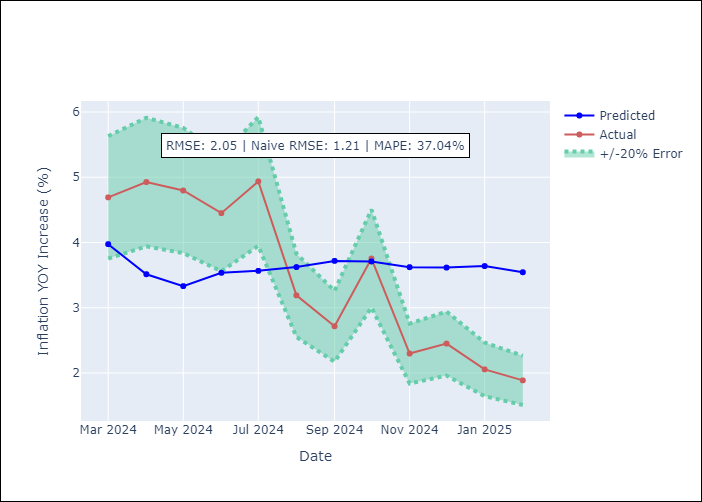 RMSE: 2.05 | Naive RMSE: 1.21 | MAPE: 37.04%
Predicted
Actual
+/-20% Error
Inflation YOY Increase (%)
6
5
4
3
2
Mar 2024
May 2024
Jul 2024
Sep 2024
Nov 2024
Jan 2025
Date